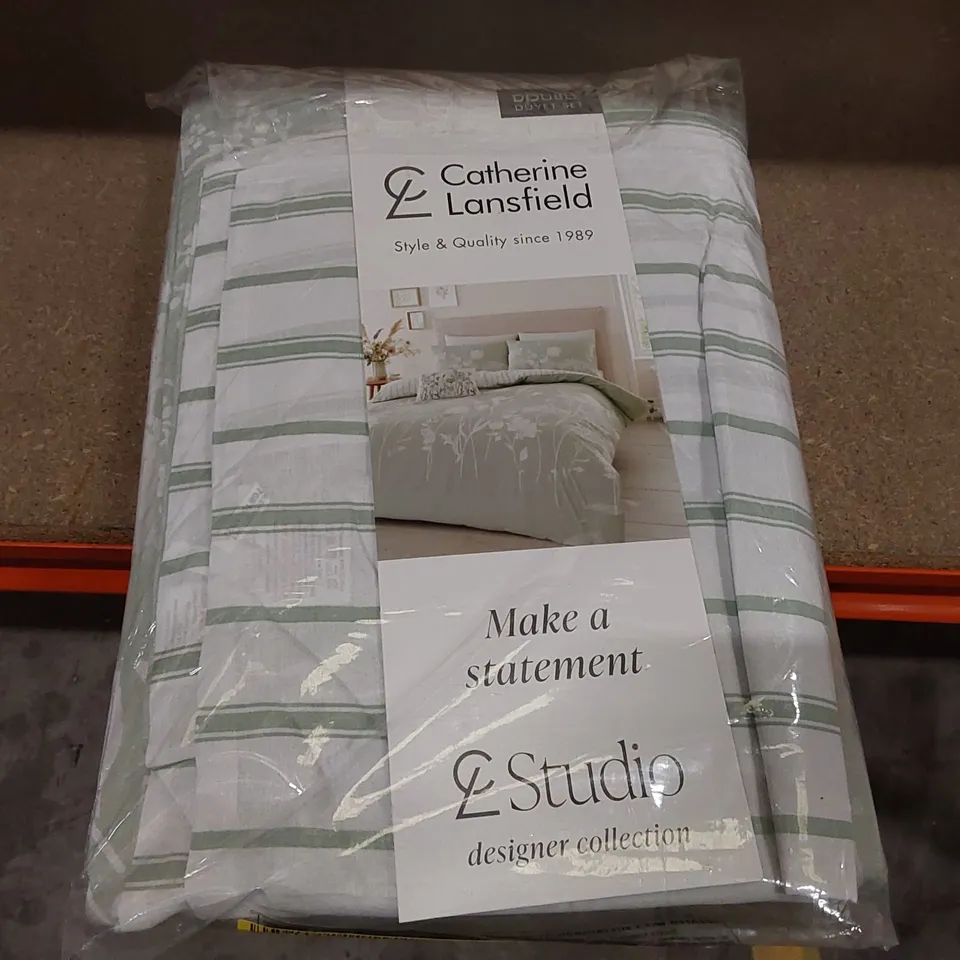 DOUBLE
DUVET SET
Catherine
Lansfield
Style & Quality since 1989
Make a
statement
Studio
designer collection